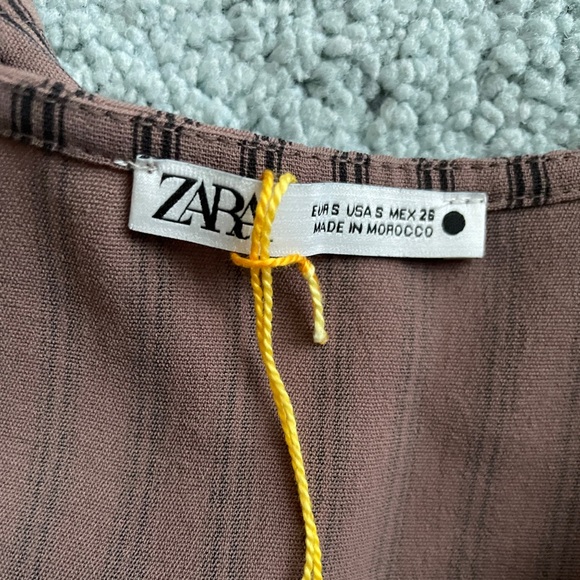 ZARA
EUR S USA S MEX 26
MADE IN MOROCCO